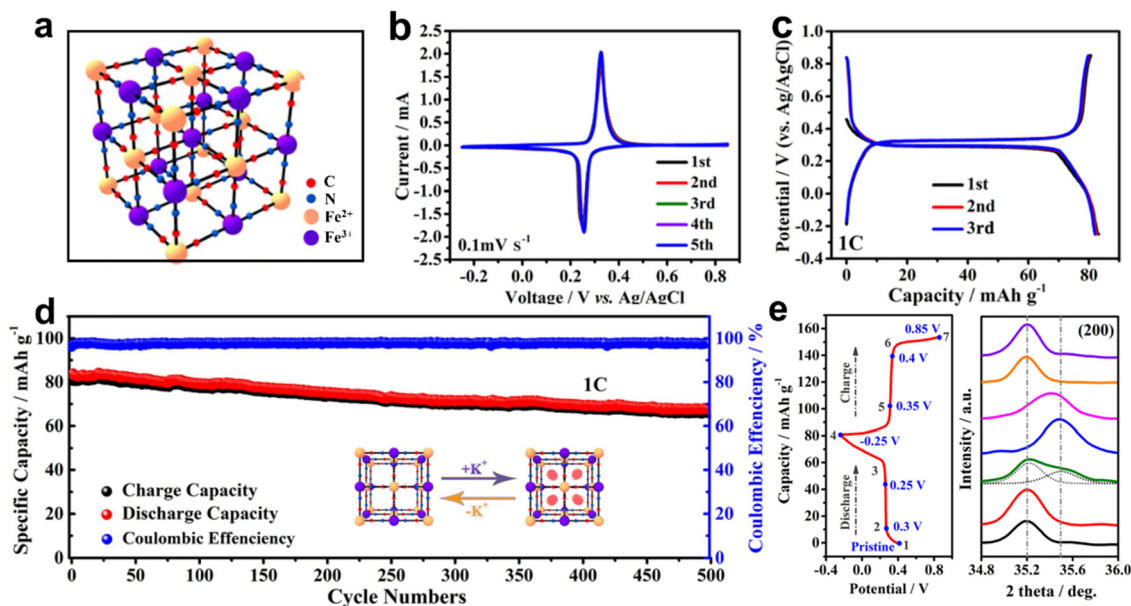 a
C
N
Fe2+
Fe3+
b
Current / mA
2.5
2.0
1.5
1.0
0.5
0.0
-0.5
-1.0
-1.5
-2.0
-2.5
1st
2nd
3rd
4th
5th
0.1mV s-1
-0.2 0.0 0.2 0.4 0.6 0.8
Voltage / V vs. Ag/AgCl
c
Potential / V (vs. Ag/AgCl)
1.2
0.8
0.4
0.0
-0.4
1st
2nd
3rd
1C
0 20 40 60 80
Capacity / mAh g-1
d
Specific Capacity / mAh g-1
100
80
60
40
20
0
1C
+K+
-K+
Charge Capacity
Discharge Capacity
Coulombic Effenciency
0 50 100 150 200 250 300 350 400 450 500
Cycle Numbers
100
80
60
40
20
0
Coulombic Effenciency / %
e
Capacity / mAh g-1
160
140
120
100
80
60
40
20
0
0.85 V
6
7
0.4 V
Charge
5
0.35 V
4
-0.25 V
3
0.25 V
Discharge
2
0.3 V
Pristine
1
-0.4 0.0 0.4 0.8
Potential / V
Intensity / a.u.
(200)
34.8 35.2 35.6 36.0
2 theta / deg.